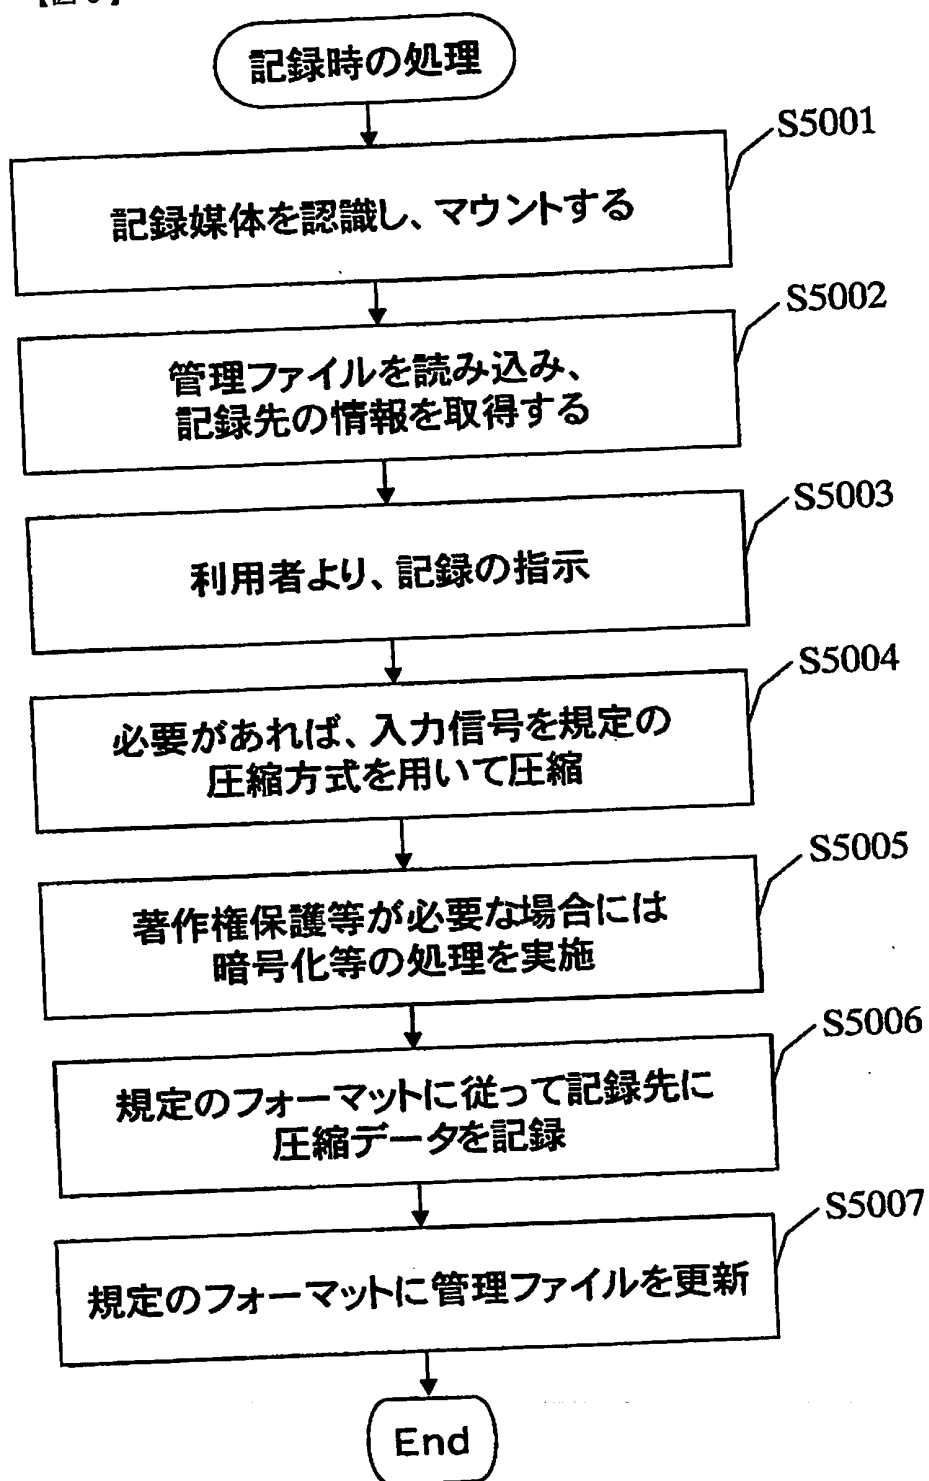 記録時の処理
S5001
記録媒体を認識し、マウントする
S5002
管理ファイルを読み込み、
記録先の情報を取得する
S5003
利用者より、記録の指示
S5004
必要があれば、入力信号を規定の
圧縮方式を用いて圧縮
S5005
著作権保護等が必要な場合には
暗号化等の処理を実施
S5006
規定のフォーマットに従って記録先に
圧縮データを記録
S5007
規定のフォーマットに管理ファイルを更新
End